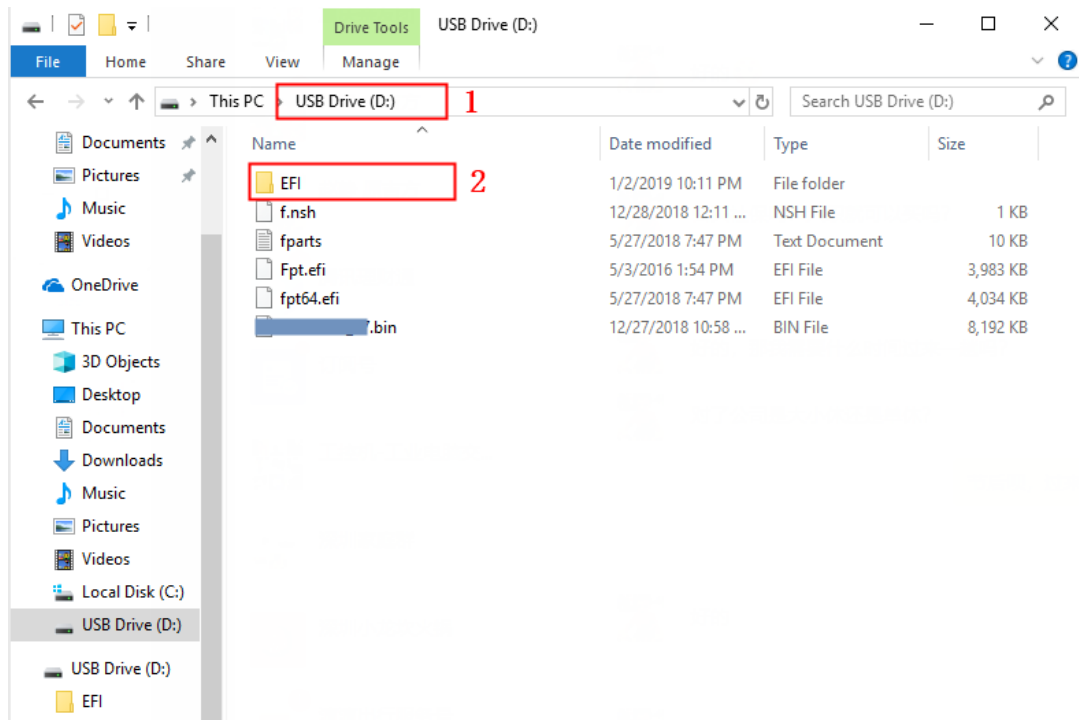 Drive Tools USB Drive (D:)
File Home Share View Manage
This PC USB Drive (D:) 1 Search USB Drive (D:)
Documents Name Date modified Type Size
Pictures EFI 2 1/2/2019 10:11 PM File folder
Music f.nsh 12/28/2018 12:11 ... NSH File 1 KB
Videos fparts 5/27/2018 7:47 PM Text Document 10 KB
Fpt.efi 5/3/2016 1:54 PM EFI File 3,983 KB
OneDrive fpt64.efi 5/27/2018 7:47 PM EFI File 4,034 KB
This PC .bin 12/27/2018 10:58 ... BIN File 8,192 KB
3D Objects
Desktop
Documents
Downloads
Music
Pictures
Videos
Local Disk (C:)
USB Drive (D:)
USB Drive (D:)
EFI